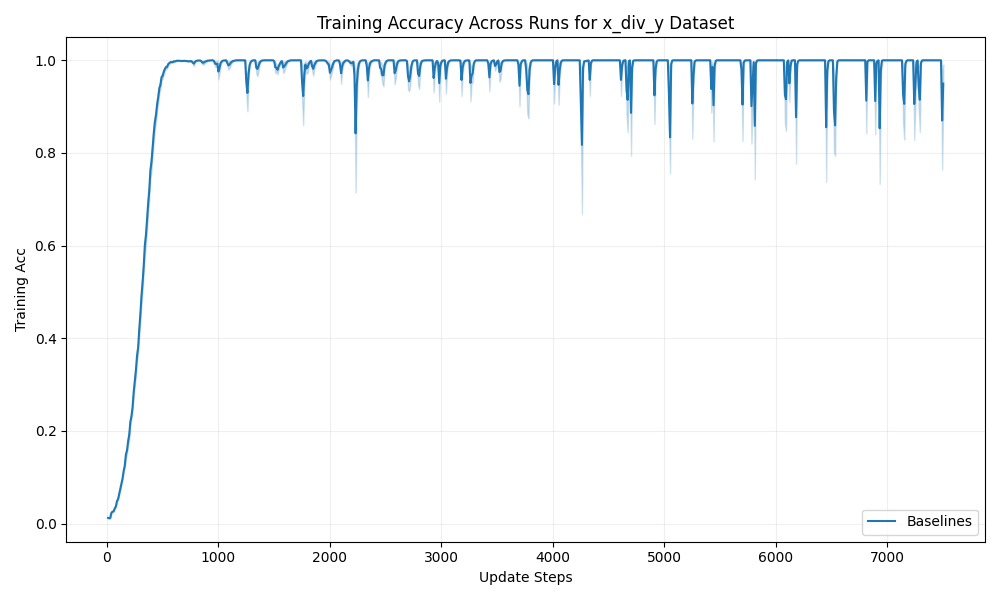 Training Accuracy Across Runs for x_div_y Dataset
Training Acc
1.0
0.8
0.6
0.4
0.2
0.0
0 1000 2000 3000 4000 5000 6000 7000
Update Steps
Baselines